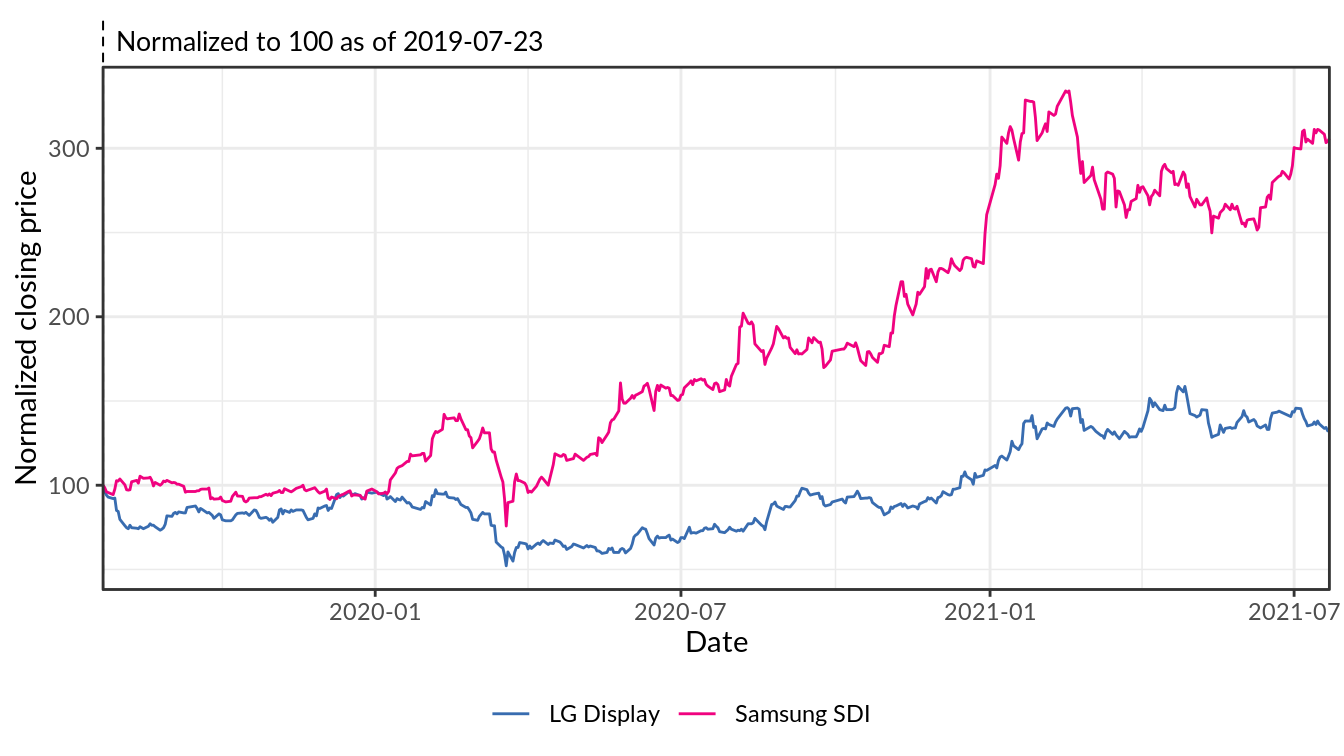 Normalized to 100 as of 2019-07-23
Normalized closing price
300
200
100
2020-01
2020-07
2021-01
2021-07
Date
LG Display
Samsung SDI